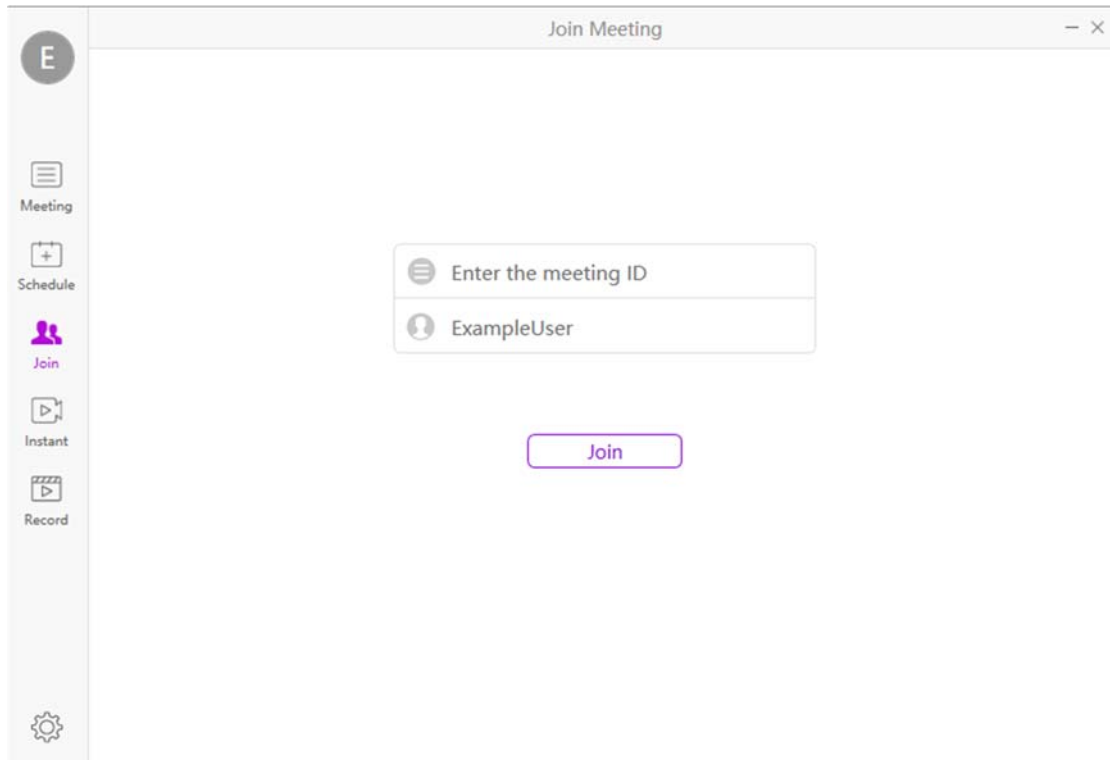 Join Meeting
E
Meeting
Schedule
Join
Instant
Record
Enter the meeting ID
ExampleUser
Join